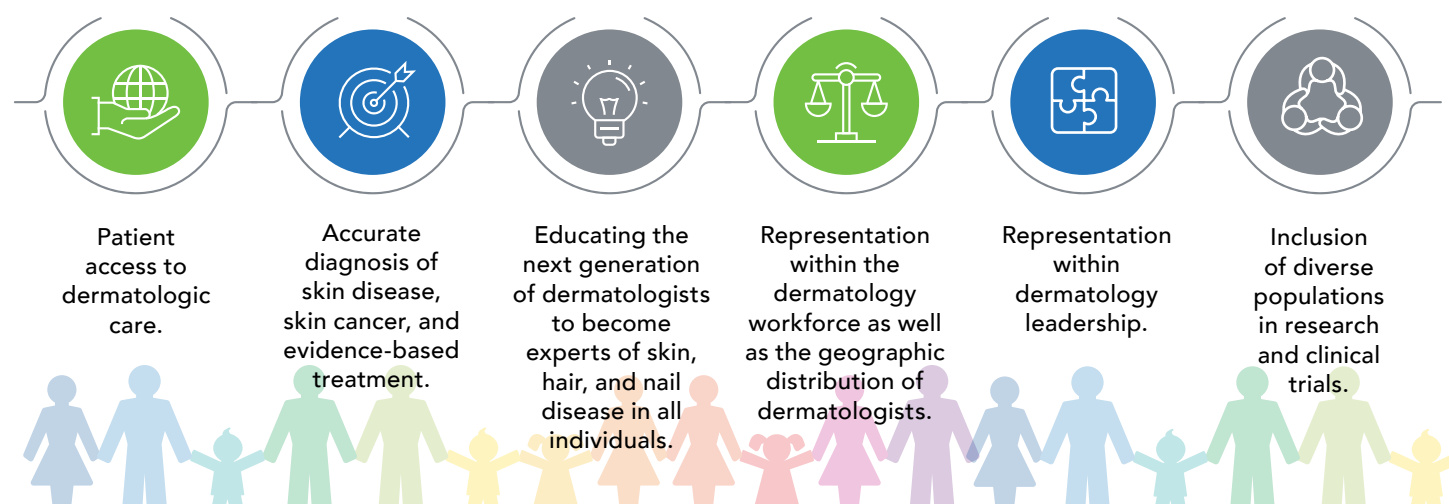 Patient
access to
dermatologic
care.
Accurate
diagnosis of
skin disease,
skin cancer, and
evidence-based
treatment.
Educating the
next generation
of dermatologists
to become
experts of skin,
hair, and nail
disease in all
individuals.
Representation
within the
dermatology
workforce as well
as the geographic
distribution of
dermatologists.
Representation
within
dermatology
leadership.
Inclusion
of diverse
populations
in research
and clinical
trials.